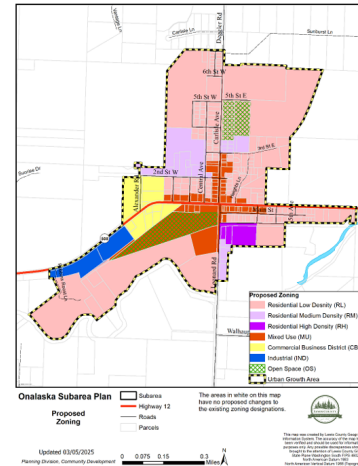 Vantage Ln
Carlisle Ln
Deggler Rd
Sunburst Ln
6th St W
5th St W
5th St E
Carlisle Ave
3rd St E
Sunrise Dr
2nd St W
Alexander Rd
Central Ave
Main St
Leonard Rd
Proposed Zoning
Residential Low Desnity (RL)
Residential Medium Density (RM)
Residential High Density (RH)
Mixed Use (MU)
Commercial Business District (CB
Industrial (IND)
Open Space (OS)
Urban Growth Area
Onalaska Subarea Plan
Proposed
Zoning
Updated 03/05/2025
Planning Division, Community Development
Subarea
Highway 12
Roads
Parcels
The areas in white on this map
have no proposed changes to
the existing zoning designations.
0 0.075 0.15 0.3
Miles
N